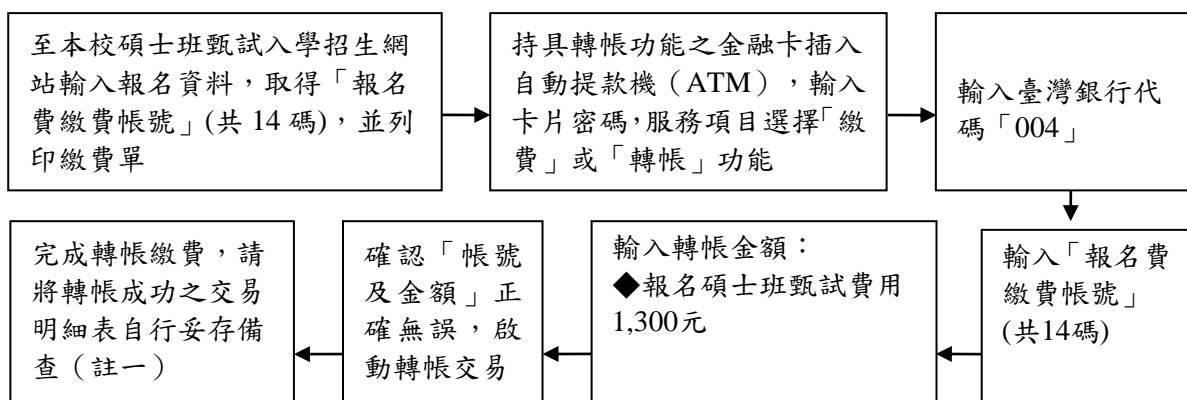 至本校碩士班甄試入學招生網
站輸入報名資料，取得「報名
費繳費帳號」(共 14 碼)，並列
印繳費單
持具轉帳功能之金融卡插入
自動提款機（ATM），輸入
卡片密碼，服務項目選擇「繳
費」或「轉帳」功能
輸入臺灣銀行代
碼「004」
輸入「報名費
繳費帳號」
(共14碼)
輸入轉帳金額：
◆報名碩士班甄試費用
1,300元
確認「帳號
及金額」正
確無誤，啟
動轉帳交易
完成轉帳繳費，請
將轉帳成功之交易
明細表自行妥存備
查（註一）